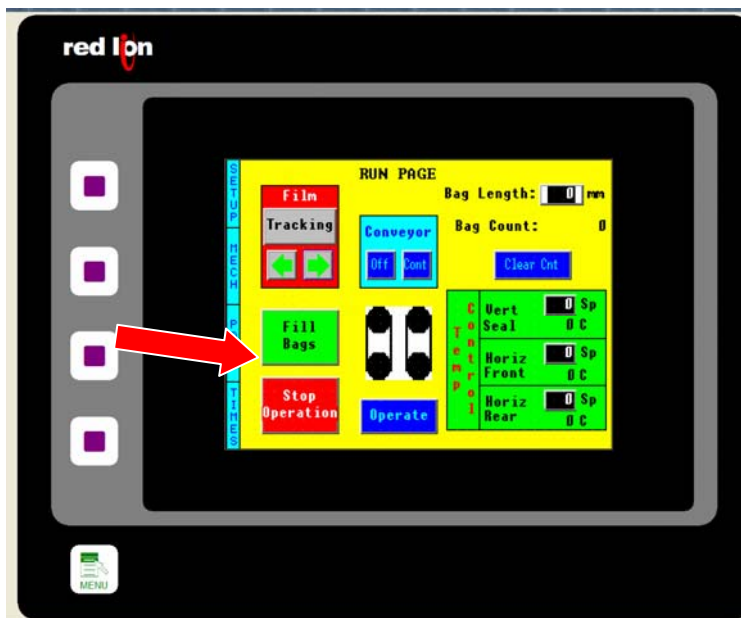 red lion
RUN PAGE
SETUP
MECH
TIMES
Film
Tracking
Bag Length: 0 mm
Conveyor
Off Cont
Bag Count: 0
Clear Cnt
Fill
Bags
Stop
Operation
Operate
Temp
Control
Vert 0 Sp
Seal 0 C
Horiz 0 Sp
Front 0 C
Horiz 0 Sp
Rear 0 C
MENU